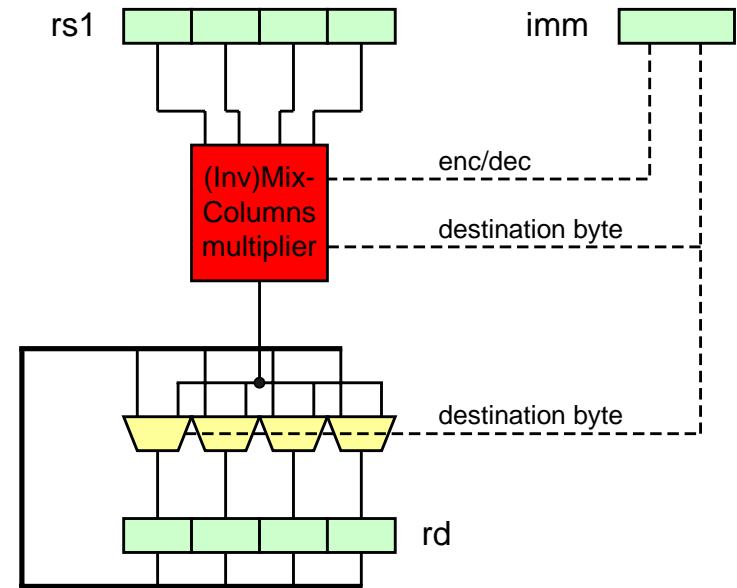 rs1
imm
enc/dec
(Inv)Mix-
Columns
multiplier
destination byte
destination byte
rd